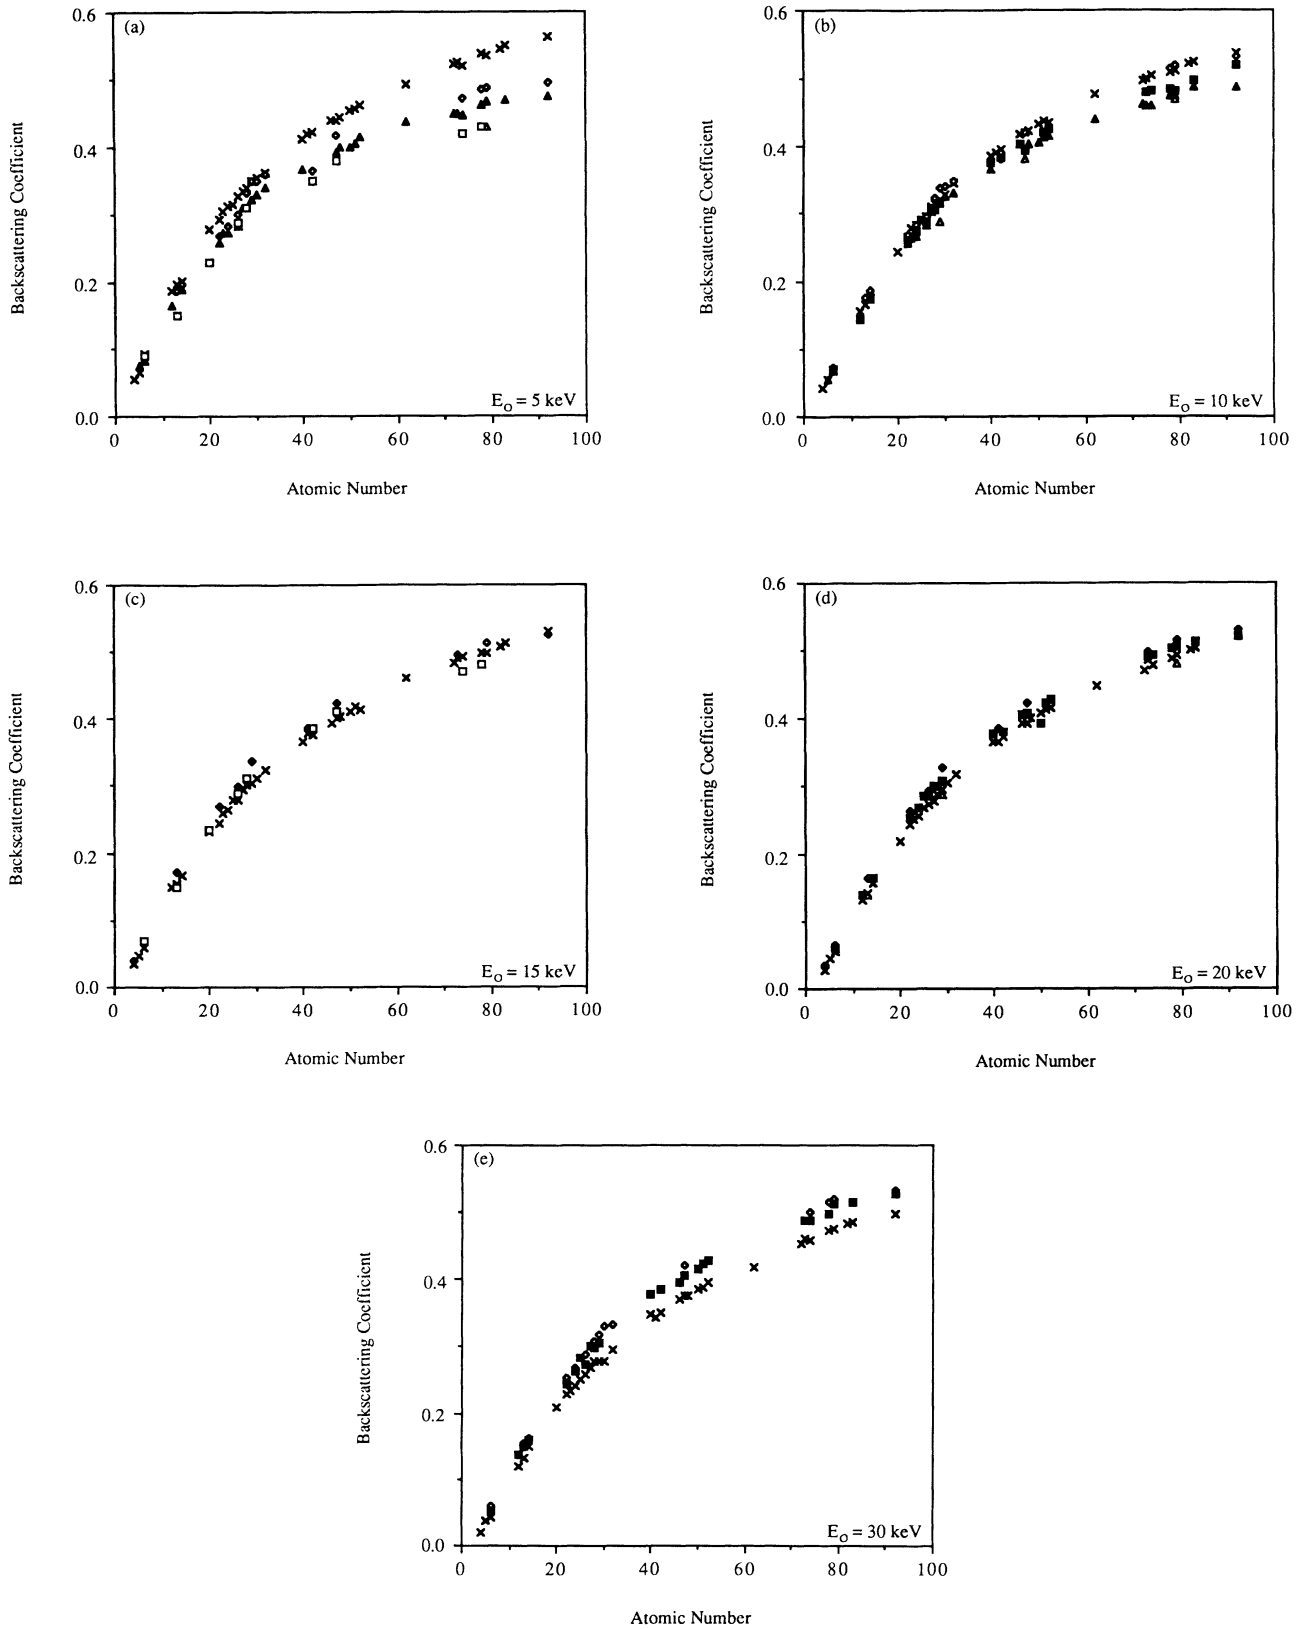 (a)
0.6
0.4
0.2
0.0
Backscattering Coefficient
E_O = 5 keV
0 20 40 60 80 100
Atomic Number
(b)
0.6
0.4
0.2
0.0
Backscattering Coefficient
E_O = 10 keV
0 20 40 60 80 100
Atomic Number
(c)
0.6
0.4
0.2
0.0
Backscattering Coefficient
E_O = 15 keV
0 20 40 60 80 100
Atomic Number
(d)
0.6
0.4
0.2
0.0
Backscattering Coefficient
E_O = 20 keV
0 20 40 60 80 100
Atomic Number
(e)
0.6
0.4
0.2
0.0
Backscattering Coefficient
E_O = 30 keV
0 20 40 60 80 100
Atomic Number